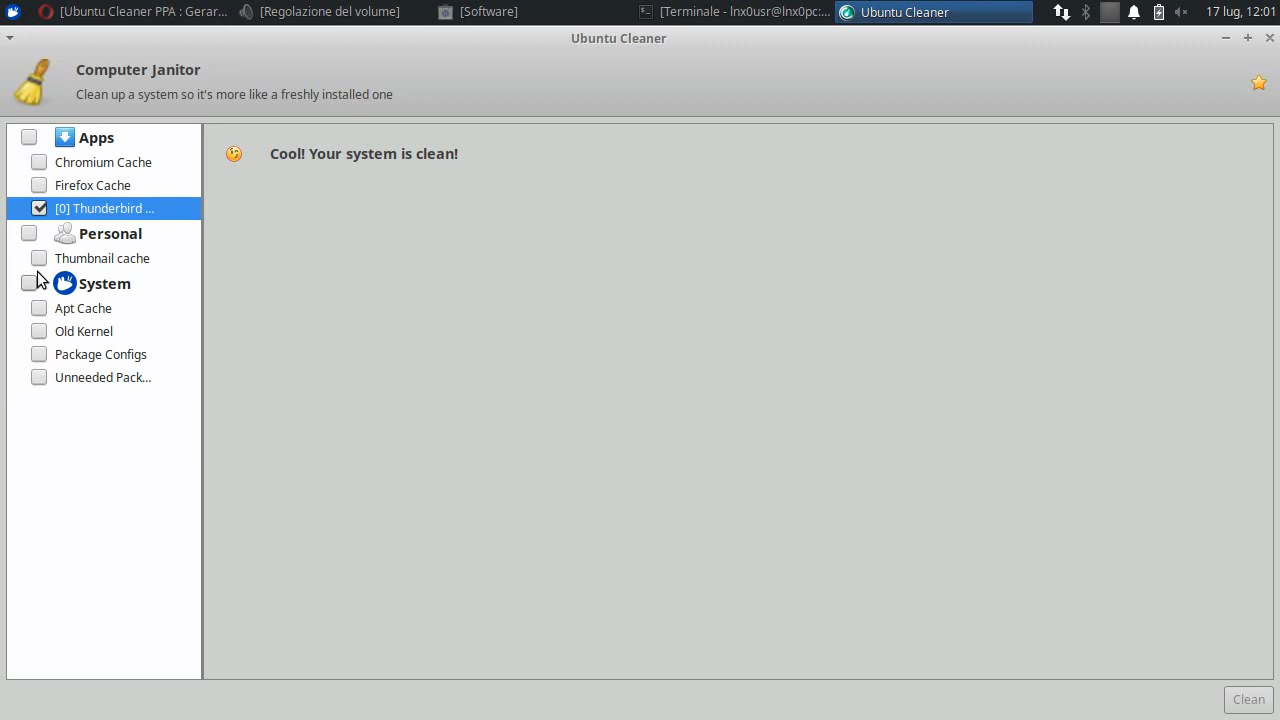 [Ubuntu Cleaner PPA : Gerar... [Regolazione del volume] [Software] [Terminale - lnx0usr@lnx0pc:... Ubuntu Cleaner 17 lug, 12:01
Ubuntu Cleaner
Computer Janitor
Clean up a system so it's more like a freshly installed one
Apps
Chromium Cache
Firefox Cache
[0] Thunderbird ...
Personal
Thumbnail cache
System
Apt Cache
Old Kernel
Package Configs
Unneeded Pack...
Cool! Your system is clean!
Clean